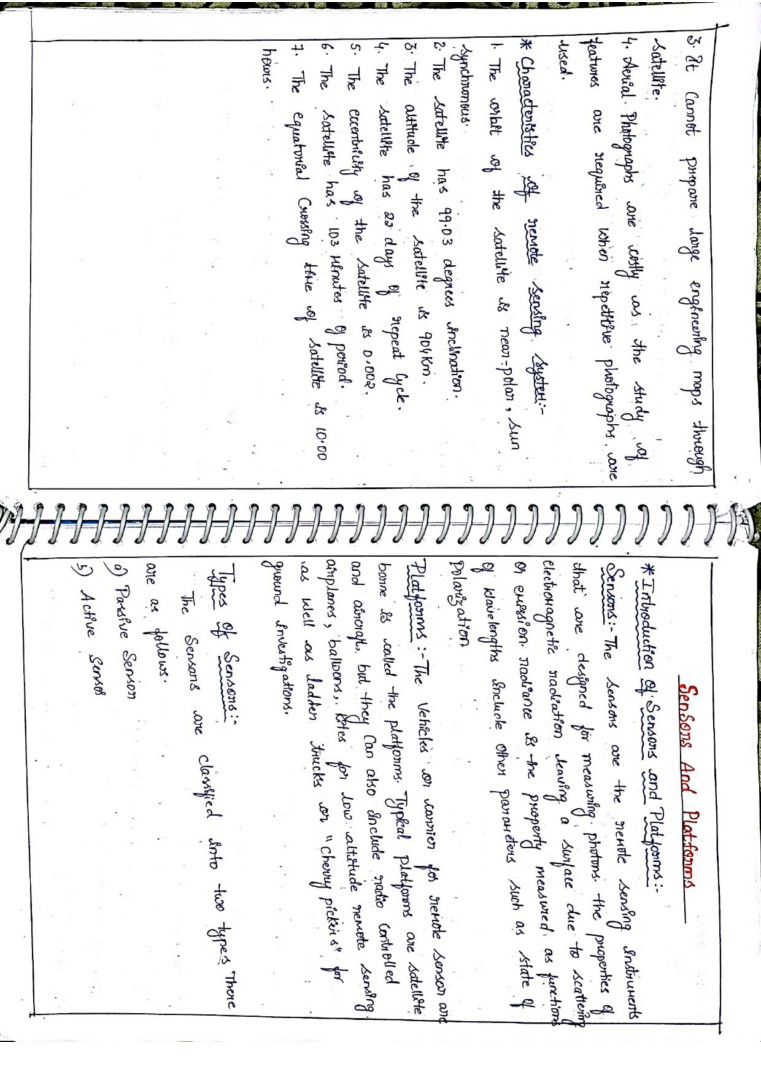 3. It Cannot prepare large engineering maps through
satellite.
4. Aerial Photographs are costly as, the study of
features are required when repetitive photographs are
used.
* Characteristics of remote sensing System:-
1. The orbit of the satellite is near-polar, sun
synchronous.
2. The satellite has 99.03 degrees inclination.
3. The altitude of the satellite is 904 Km.
4. The satellite has 22 days of repeat Cycle.
5. The eccentricity of the satellite is 0.002.
6. The satellite has 103 Minutes of period.
7. The equatorial Crossing time of satellite is 10.00
hours.
Sensors And Platforms
* Introduction Of Sensors and Platforms:-
Sensors:- The sensors are the remote sensing Instruments
that are designed for measuring photons. the properties of
electromagnetic radiation leaving a surface due to scattering
or emission. radiance is the property measured, as functions
of wavelengths include other parameters such as state of
Polarization
Platforms:- The Vehicles or carrier for remote sensor are
borne is called the platforms. Typical platforms are satellite
and aircraft, but they can also include radio controlled
airplanes, balloons, kites for low altitude remote sensing,
as well as ladder trucks or "cherry pickers" for
ground investigations.
Types Of Sensors:-
The Sensors are classified into two types There
are as follows.
a) Passive Sensor
b) Active Sensor